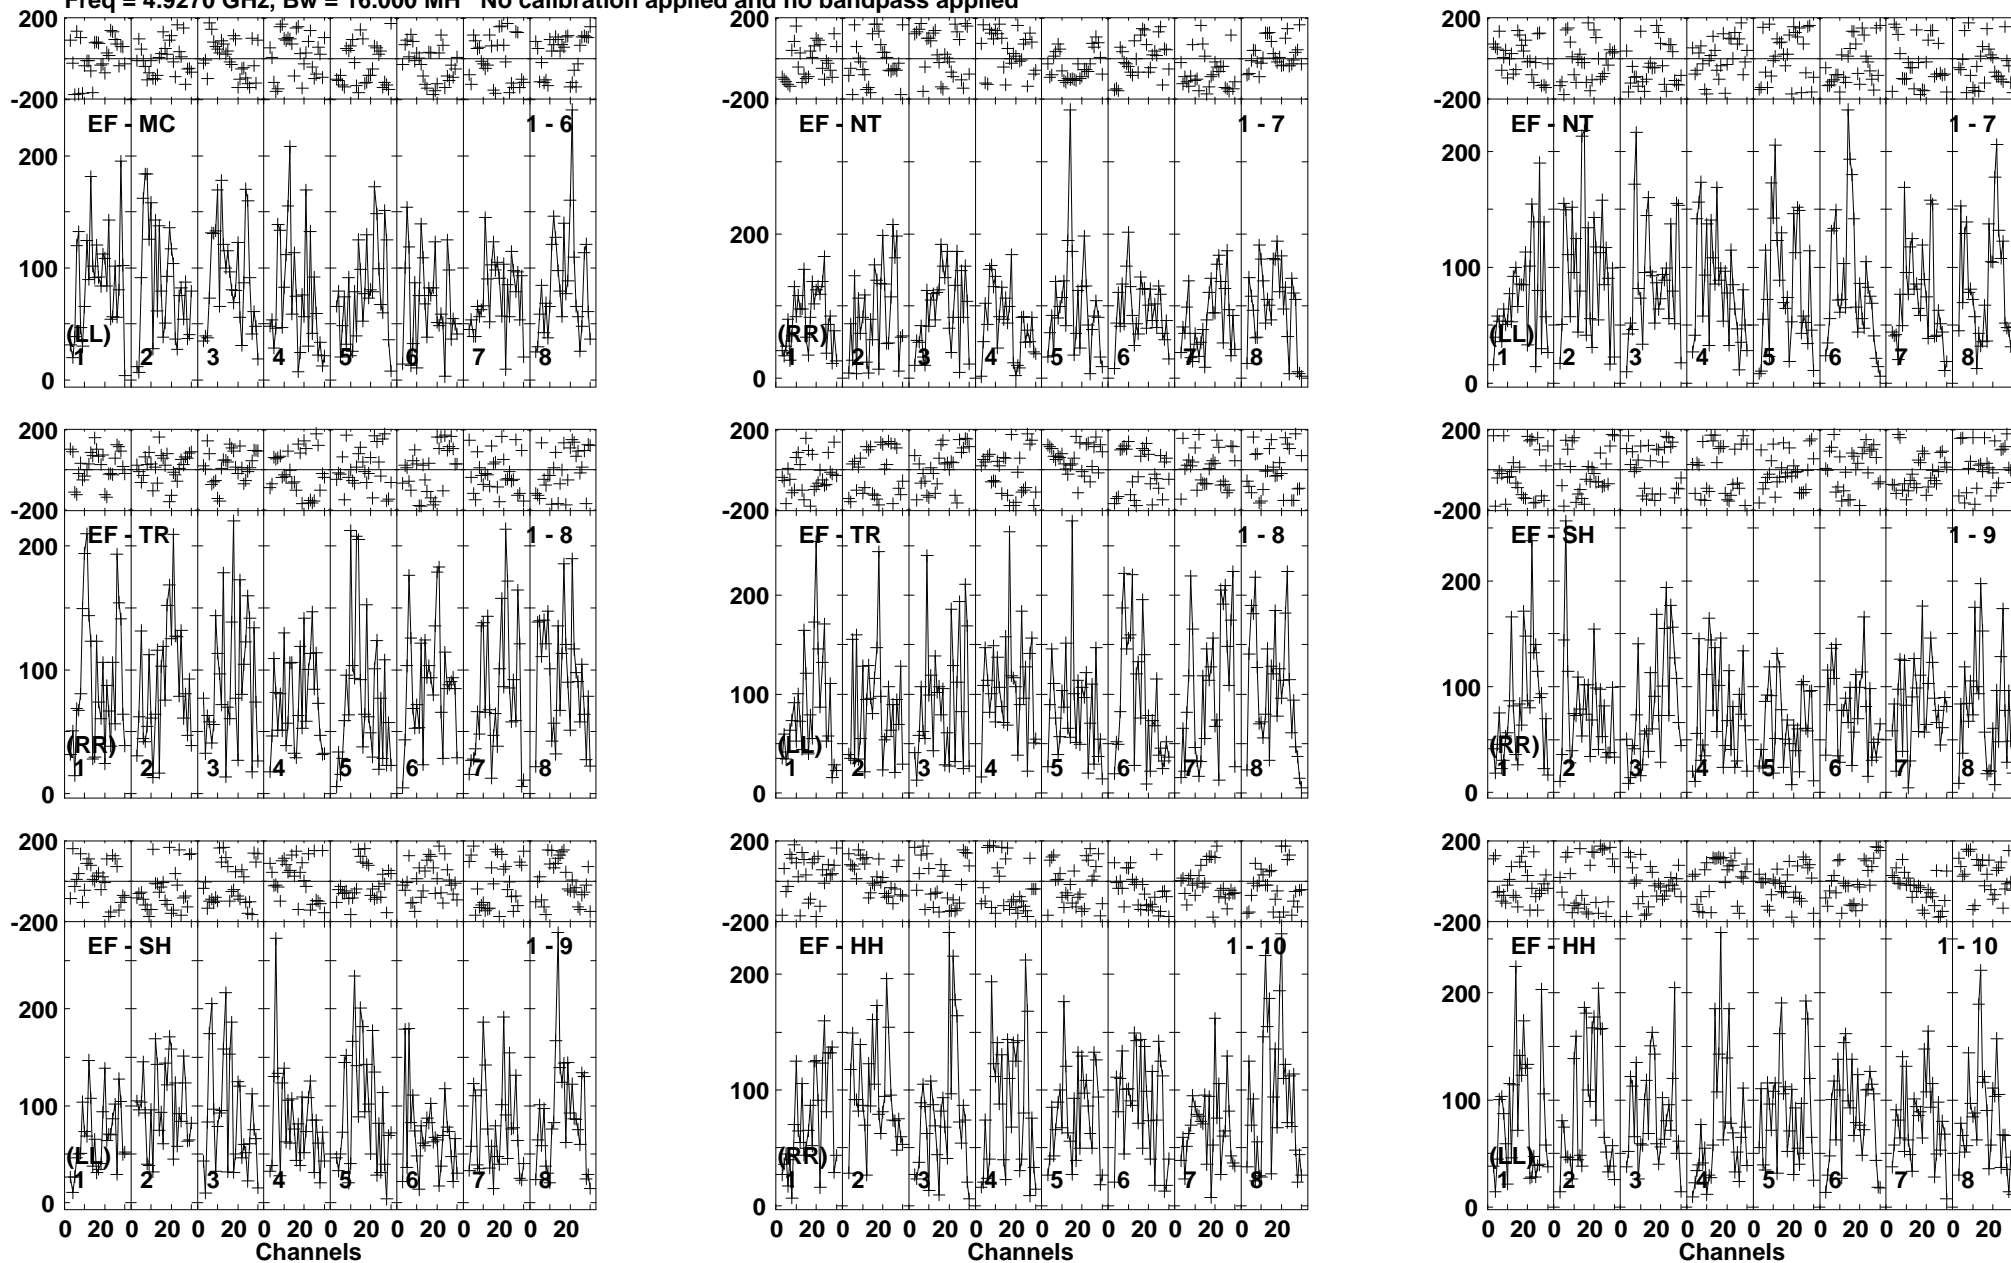 Freq = 4.9270 GHz, Bw = 16.000 MH No calibration applied and no bandpass applied
200 200 200
-200 -200 -200
EF - MC 1 - 6 EF - NT 1 - 7 EF - NT 1 - 7
200 200 200
100 100
(LL) (RR) (LL)
1 2 3 4 5 6 7 8 1 2 3 4 5 6 7 8 1 2 3 4 5 6 7 8
0 0 0
200 200 200
-200 -200 -200
EF - TR 1 - 8 EF - TR 1 - 8 EF - SH 1 - 9
200 200 200
100 100 100
(RR) (LL) (RR)
1 2 3 4 5 6 7 8 1 2 3 4 5 6 7 8 1 2 3 4 5 6 7 8
0 0 0
200 200 200
-200 -200 -200
EF - SH 1 - 9 EF - HH 1 - 10 EF - HH 1 - 10
200 200 200
100 100 100
(LL) (RR) (LL)
1 2 3 4 5 6 7 8 1 2 3 4 5 6 7 8 1 2 3 4 5 6 7 8
0 0 0
0 20 0 20 0 20 0 20 0 20 0 20 0 20 0 20 0 20 0 20 0 20 0 20 0 20 0 20 0 20 0 20 0 20 0 20 0 20 0 20 0 20 0 20 0 20 0 20
Channels Channels Channels